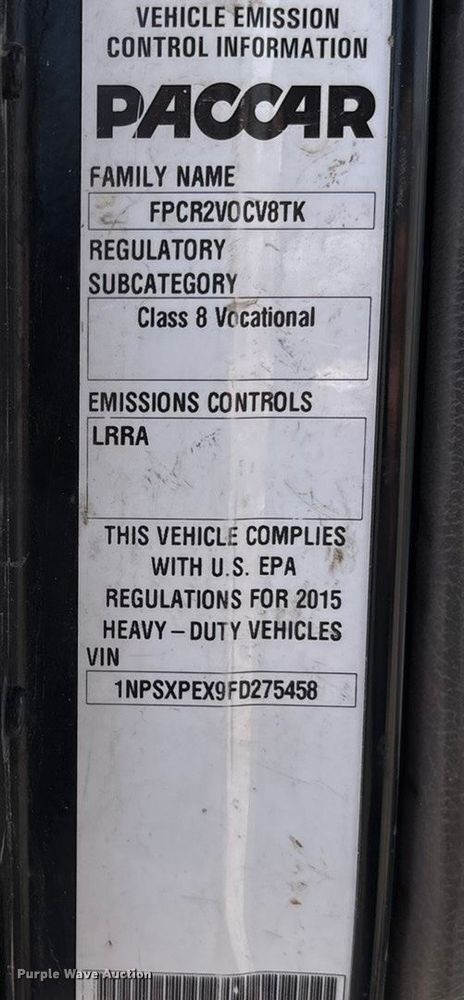 VEHICLE EMISSION
CONTROL INFORMATION
PACCAR
FAMILY NAME
FPCR2VOCV8TK
REGULATORY
SUBCATEGORY
Class 8 Vocational
EMISSIONS CONTROLS
LRRA
THIS VEHICLE COMPLIES
WITH U.S. EPA
REGULATIONS FOR 2015
HEAVY – DUTY VEHICLES
VIN
1NPSXPEX9FD275458
Purple Wave Auction